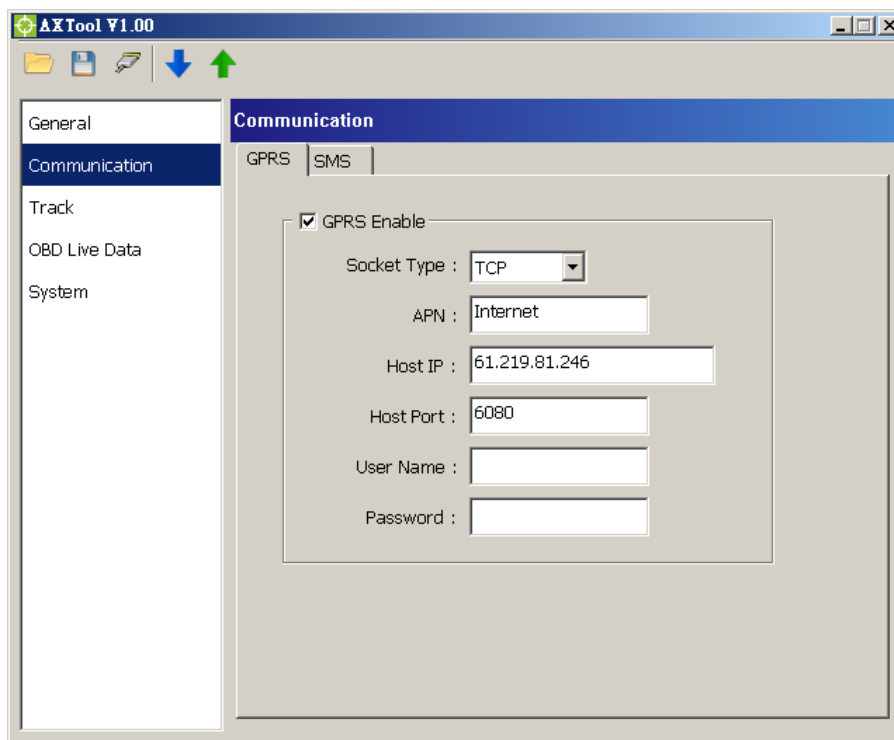 AXTool V1.00
General
Communication
Track
OBD Live Data
System
Communication
GPRS SMS
GPRS Enable
Socket Type : TCP
APN : Internet
Host IP : 61.219.81.246
Host Port : 6080
User Name :
Password :